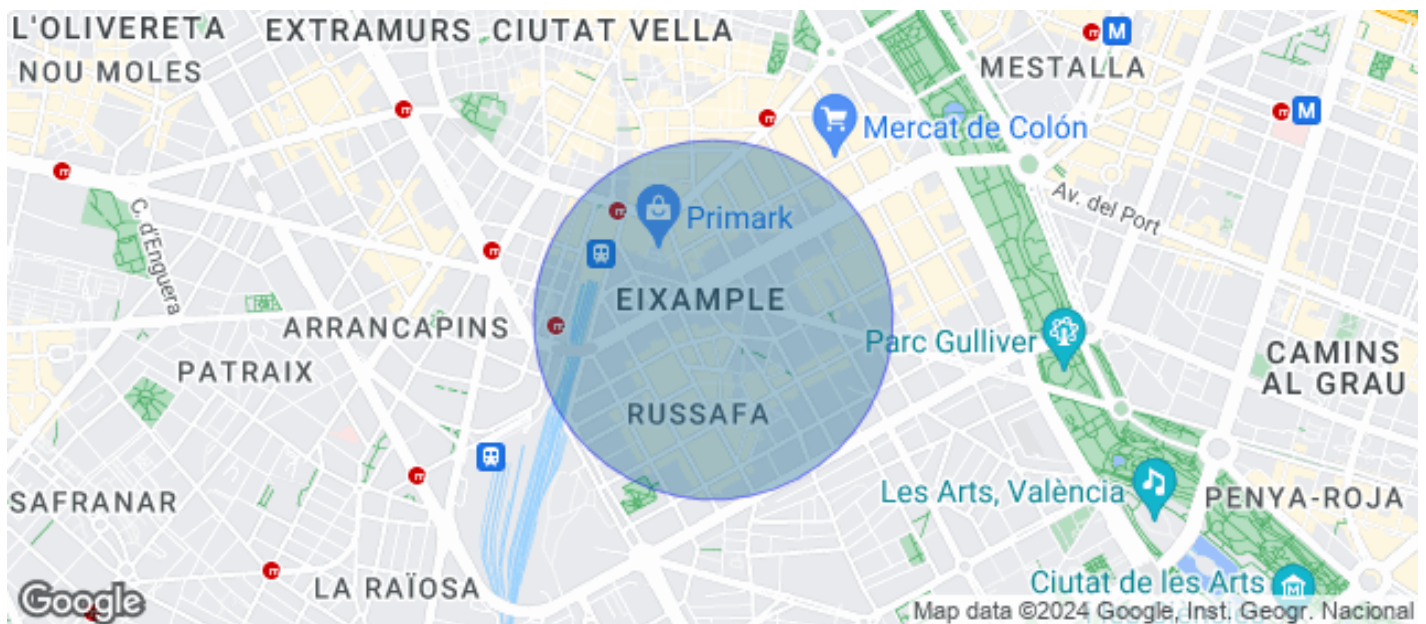 L'OLIVERETA
EXTRAMURS
CIUTAT VELLA
NOU MOLES
MESTALLA
M
M
Mercat de Colón
C. d'Enguera
Primark
Av. del Port
EIXAMPLE
ARRANCAPINS
Parc Gulliver
CAMINS
AL GRAU
PATRAIX
RUSSAFA
Les Arts, València
SAFRANAR
PENYA-ROJA
LA RAÏOSA
Ciutat de les Arts
Google
Map data ©2024 Google, Inst. Geogr. Nacional